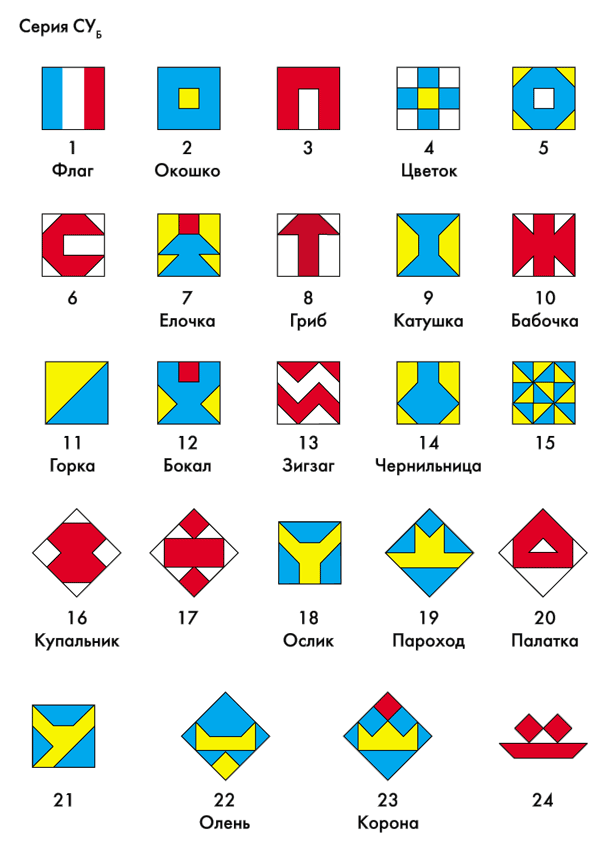 Серия СУБ
1 2 3 4 5
Флаг Окошко Цветок
6 7 8 9 10
Елочка Гриб Катушка Бабочка
11 12 13 14 15
Горка Бокал Зигзаг Чернильница
16 17 18 19 20
Купальник Ослик Пароход Палатка
21 22 23 24
Олень Корона